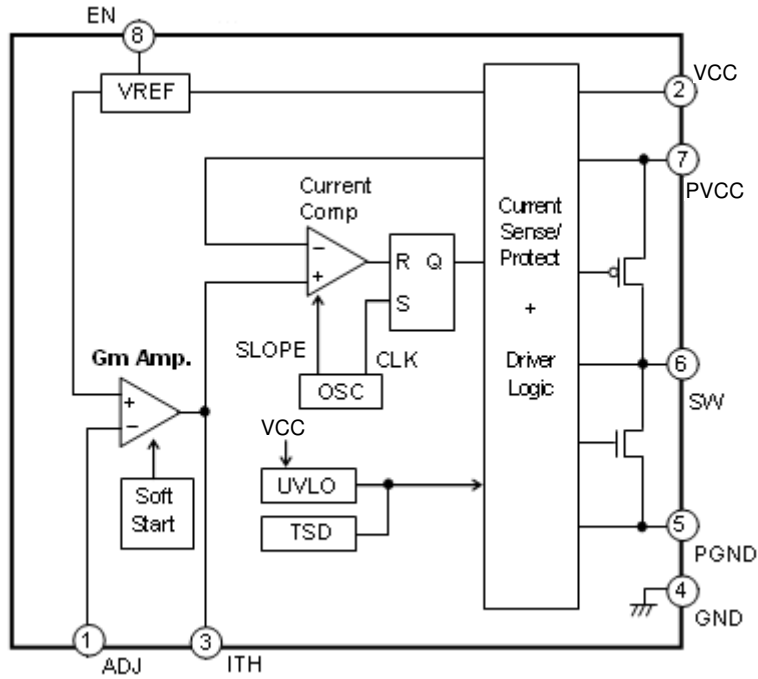 EN
8
VREF
VCC
2
7
PVCC
Current
Comp
−
+
R Q
S
Current
Sense/
Protect
+
Driver
Logic
SLOPE
CLK
OSC
Gm Amp.
+
−
6
SW
VCC
UVLO
TSD
Soft
Start
5
PGND
4
GND
1
ADJ
3
ITH